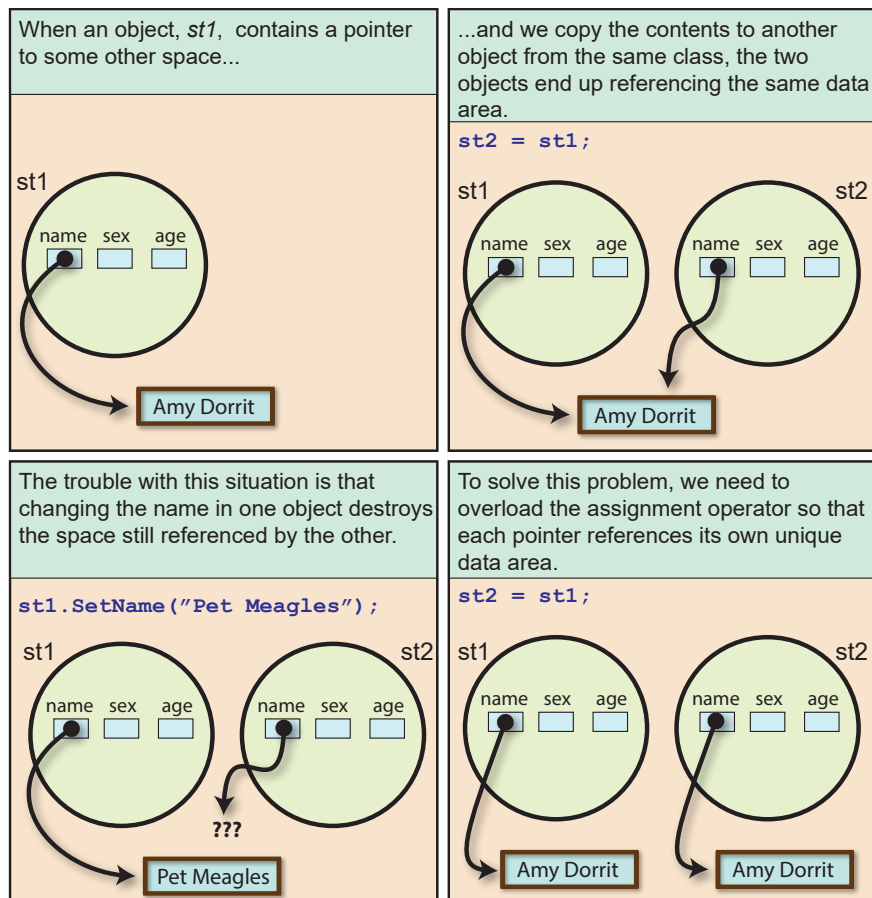 When an object, st1, contains a pointer
to some other space...
st1
name sex age
Amy Dorrit
...and we copy the contents to another
object from the same class, the two
objects end up referencing the same data
area.
st2 = st1;
st1 st2
name sex age name sex age
Amy Dorrit
The trouble with this situation is that
changing the name in one object destroys
the space still referenced by the other.
st1.SetName(”Pet Meagles”);
st1 st2
name sex age name sex age
???
Pet Meagles
To solve this problem, we need to
overload the assignment operator so that
each pointer references its own unique
data area.
st2 = st1;
st1 st2
name sex age name sex age
Amy Dorrit Amy Dorrit